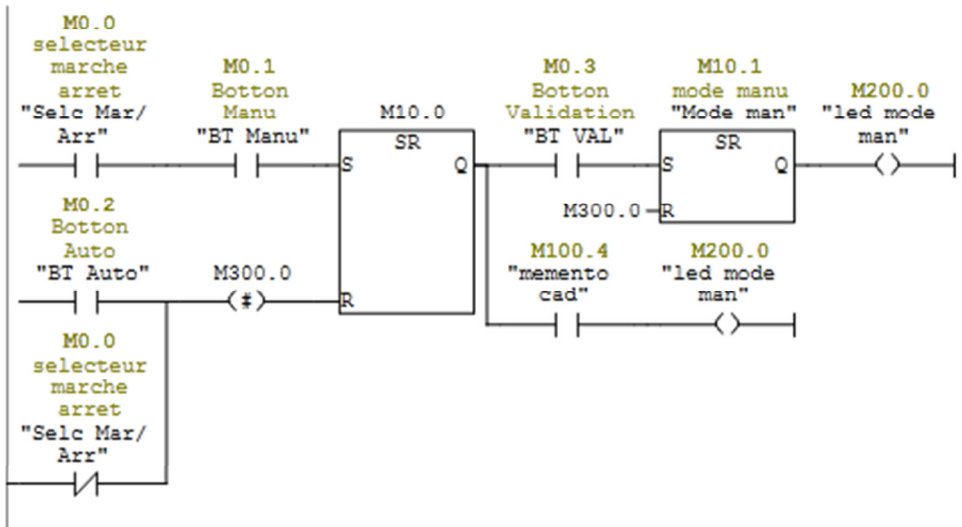 M0.0
selecteur
marche
arret
"Selc Mar/
Arr"
M0.1
Botton
Manu
"BT Manu"
M10.0
SR
S
Q
R
M0.3
Botton
Validation
"BT VAL"
M10.1
mode manu
"Mode man"
SR
S
Q
M300.0
R
M200.0
"led mode
man"
M0.2
Botton
Auto
"BT Auto"
M300.0
(#)
M100.4
"memento
cad"
M200.0
"led mode
man"
M0.0
selecteur
marche
arret
"Selc Mar/
Arr"